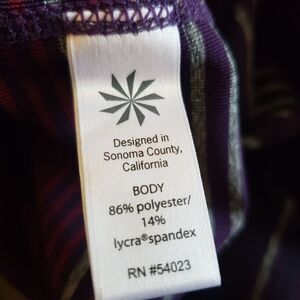 Designed in
Sonoma County,
California
BODY
86% polyester/
14%
lycra®spandex
RN #54023